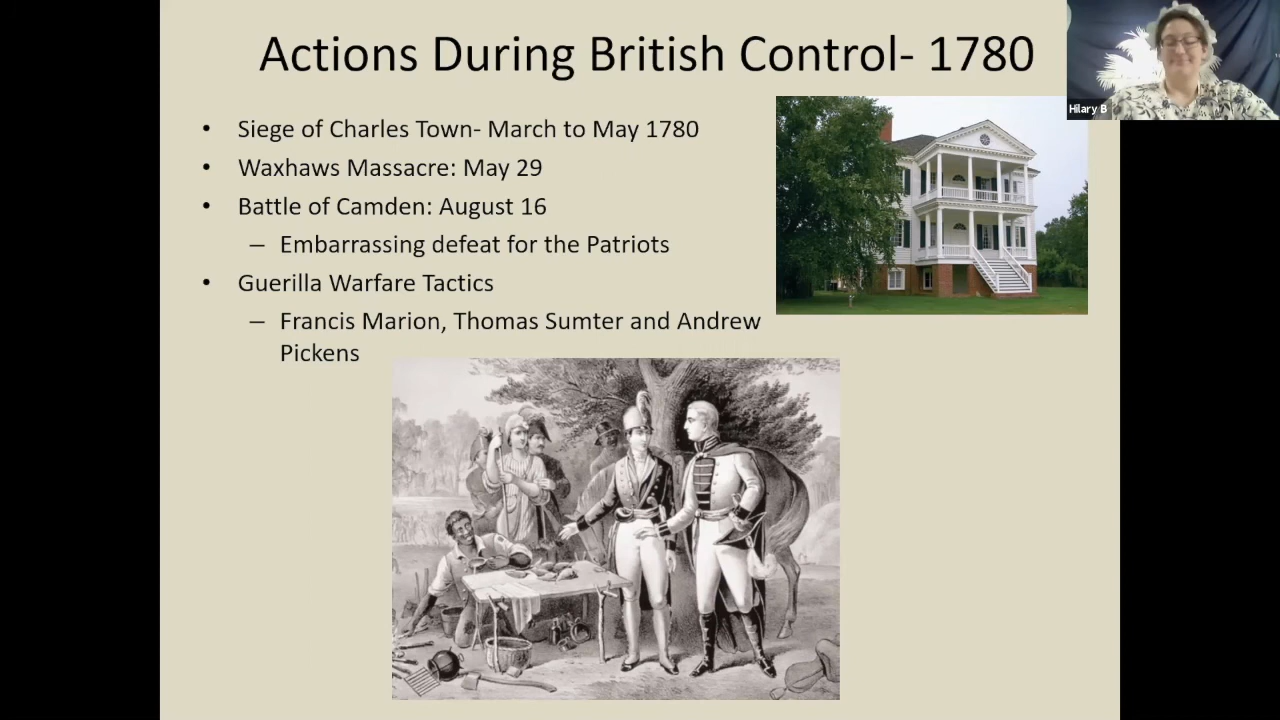 Actions During British Control- 1780
Hilary B
• Siege of Charles Town- March to May 1780
• Waxhaws Massacre: May 29
• Battle of Camden: August 16
– Embarrassing defeat for the Patriots
• Guerilla Warfare Tactics
– Francis Marion, Thomas Sumter and Andrew
Pickens